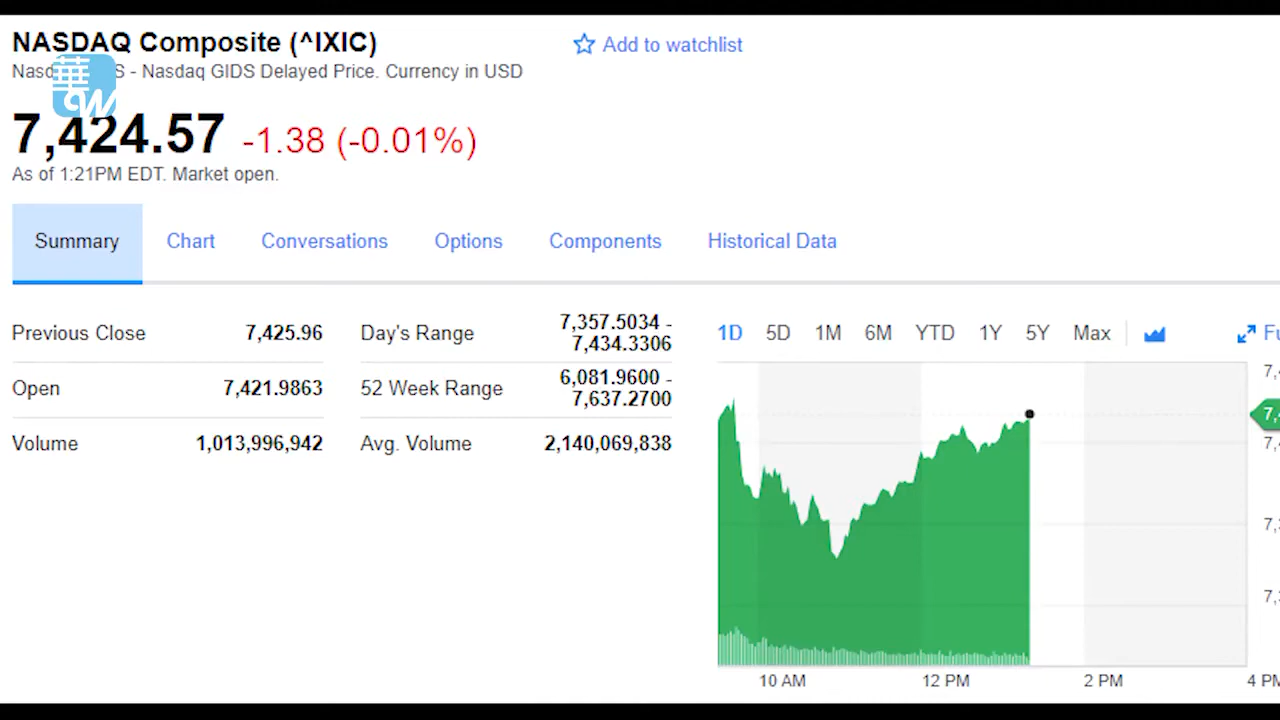 NASDAQ Composite (^IXIC)
Add to watchlist
Nasdaq GIDS Delayed Price. Currency in USD
華
CW
7,424.57 -1.38 (-0.01%)
As of 1:21PM EDT. Market open.
Summary Chart Conversations Options Components Historical Data
Previous Close 7,425.96
Open 7,421.9863
Volume 1,013,996,942
Day's Range 7,357.5034 -
7,434.3306
52 Week Range 6,081.9600 -
7,637.2700
Avg. Volume 2,140,069,838
1D 5D 1M 6M YTD 1Y 5Y Max
10 AM 12 PM 2 PM